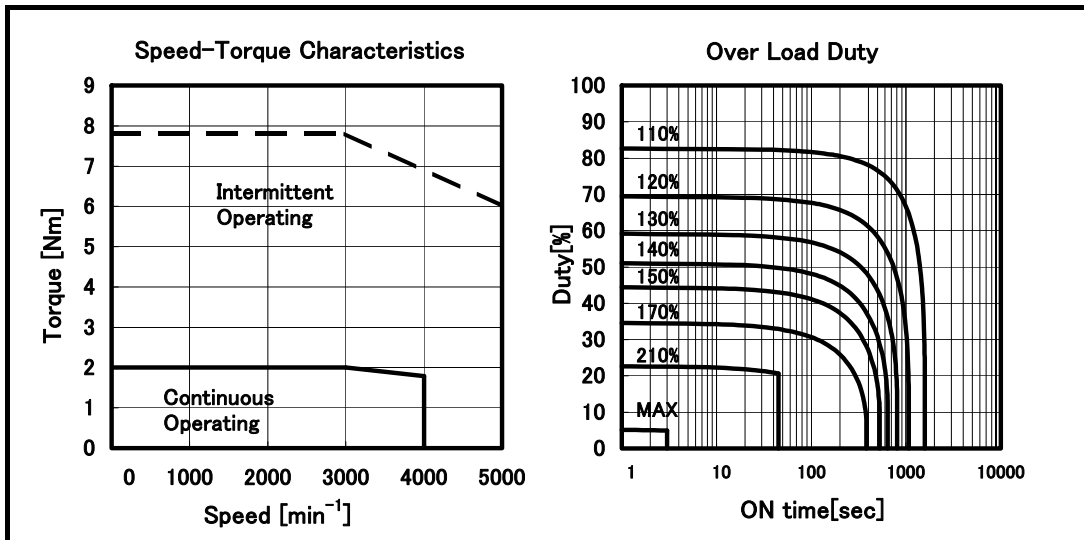 Speed-Torque Characteristics
9
8
7
6
5
4
3
2
1
0
Torque [Nm]
Intermittent
Operating
Continuous
Operating
0 1000 2000 3000 4000 5000
Speed [min⁻¹]
Over Load Duty
100
90
80
70
60
50
40
30
20
10
0
Duty[%]
110%
120%
130%
140%
150%
170%
210%
MAX
1 10 100 1000 10000
ON time[sec]